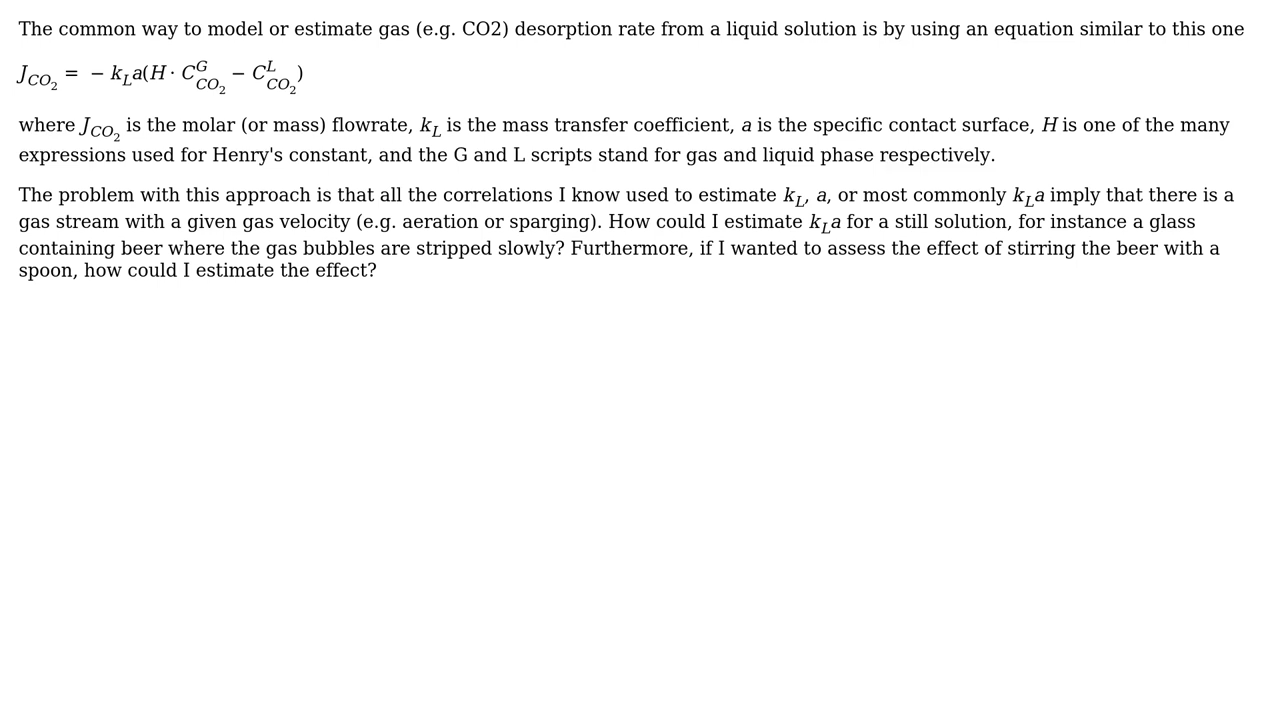 The common way to model or estimate gas (e.g. CO2) desorption rate from a liquid solution is by using an equation similar to this one
J_{CO_2} = − k_L a(H · C^G_{CO_2} − C^L_{CO_2})
where J_{CO_2} is the molar (or mass) flowrate, k_L is the mass transfer coefficient, a is the specific contact surface, H is one of the many
expressions used for Henry's constant, and the G and L scripts stand for gas and liquid phase respectively.
The problem with this approach is that all the correlations I know used to estimate k_L, a, or most commonly k_L a imply that there is a
gas stream with a given gas velocity (e.g. aeration or sparging). How could I estimate k_L a for a still solution, for instance a glass
containing beer where the gas bubbles are stripped slowly? Furthermore, if I wanted to assess the effect of stirring the beer with a
spoon, how could I estimate the effect?